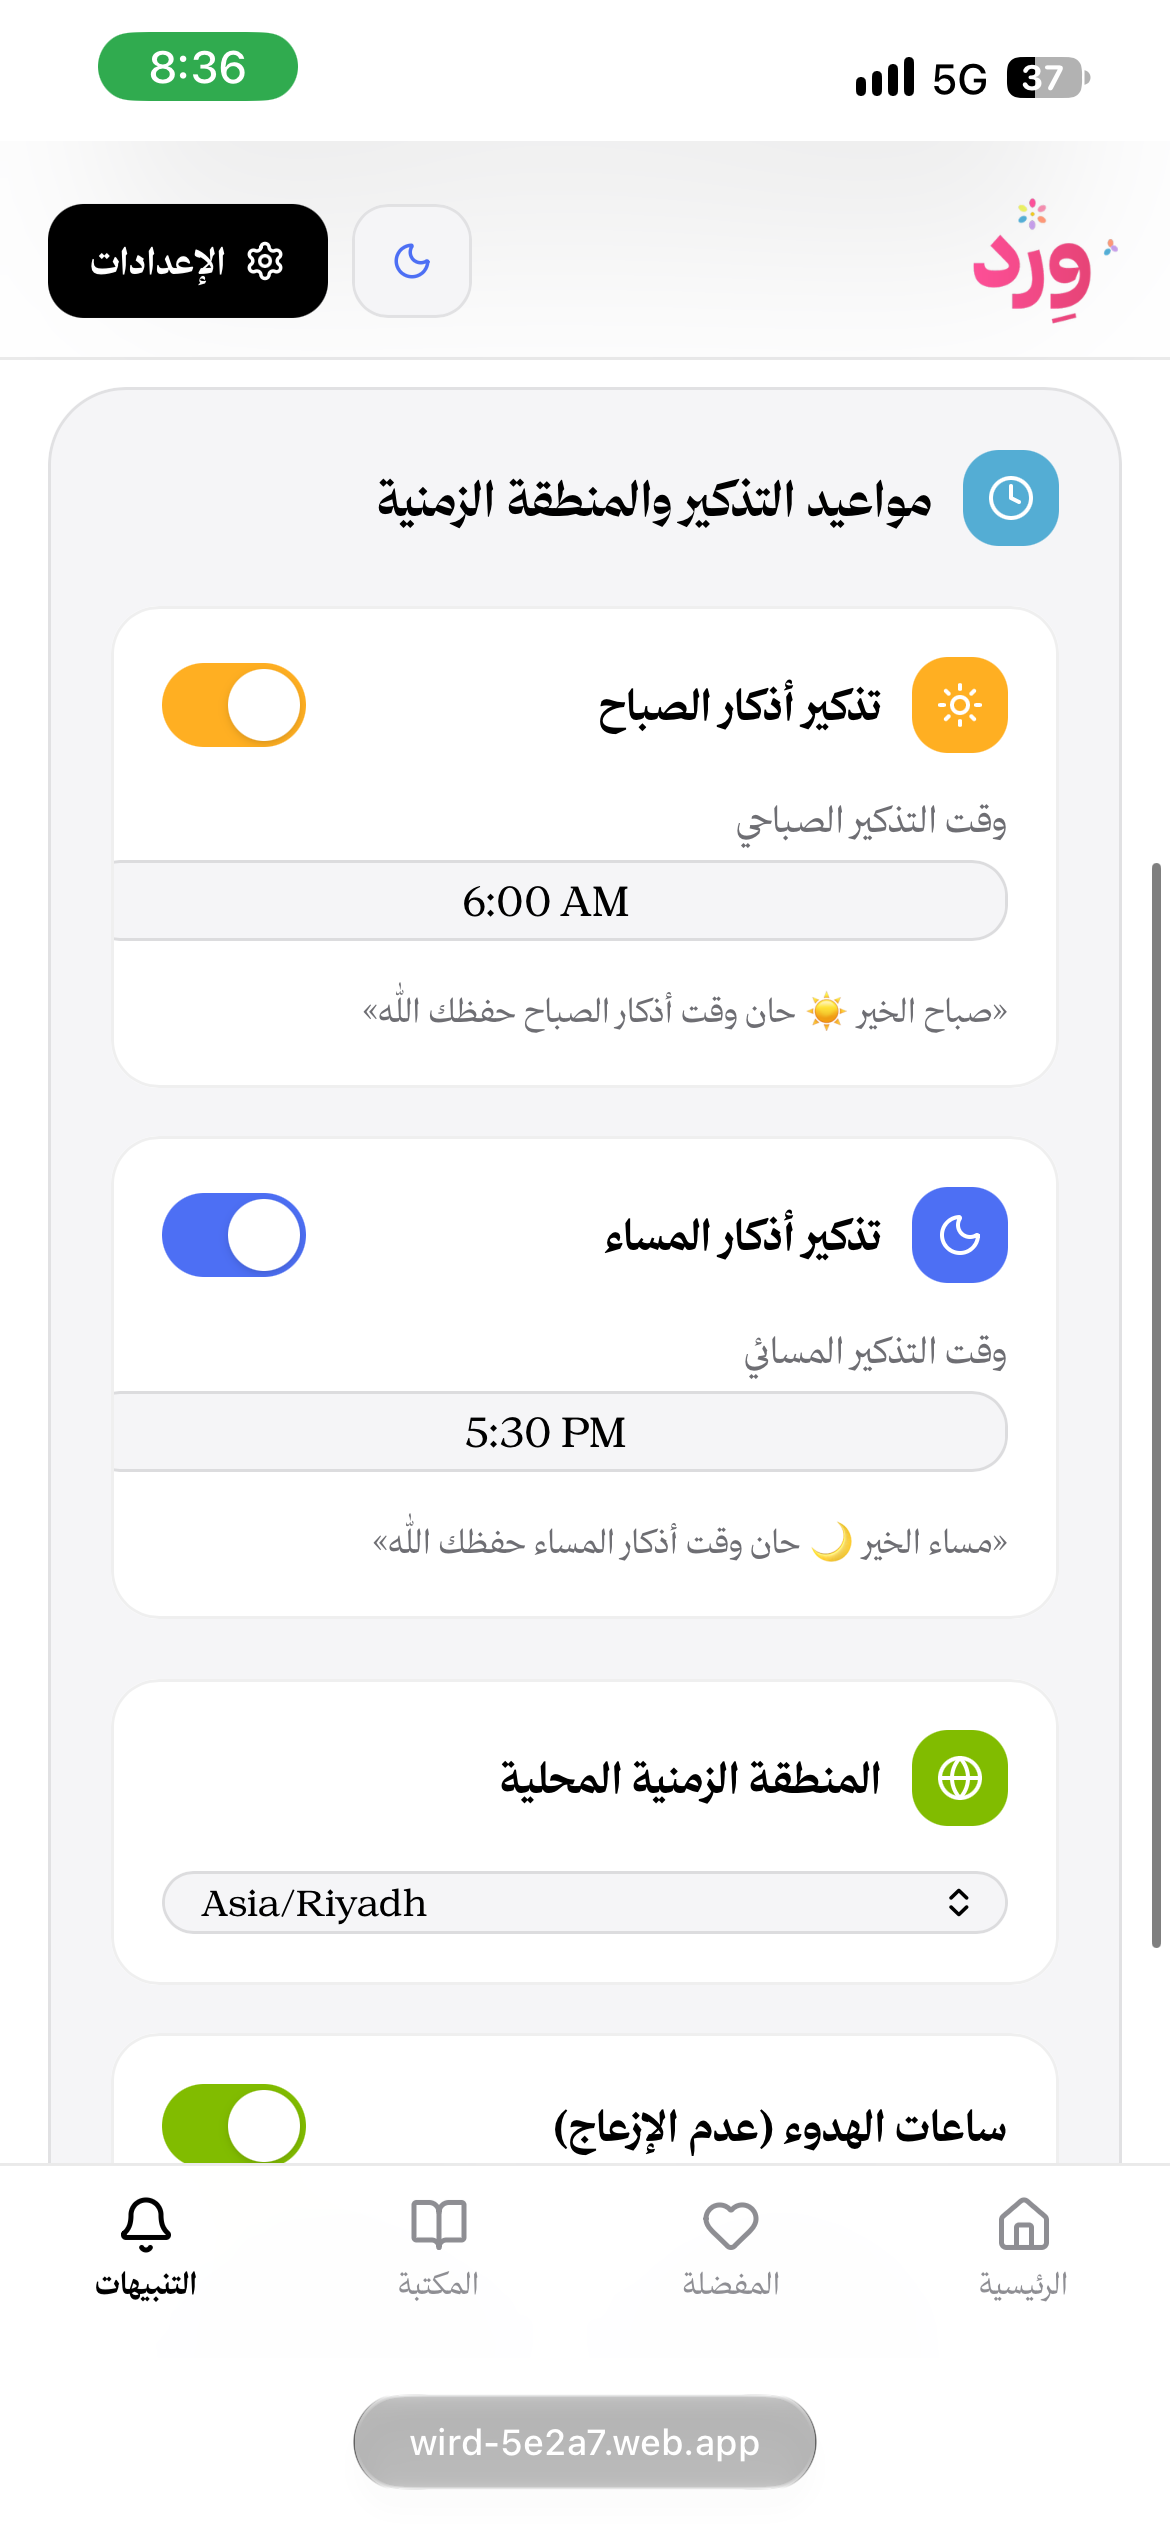 8:36
5G
37
وِرد
الإعدادات
مواعيد التذكير والمنطقة الزمنية
تذكير أذكار الصباح
وقت التذكير الصباحي
6:00 AM
«صباح الخير ☀️ حان وقت أذكار الصباح حفظك الله»
تذكير أذكار المساء
وقت التذكير المسائي
5:30 PM
«مساء الخير 🌙 حان وقت أذكار المساء حفظك الله»
المنطقة الزمنية المحلية
Asia/Riyadh
ساعات الهدوء (عدم الإزعاج)
الرئيسية
المفضلة
المكتبة
التنبيهات
wird-5e2a7.web.app